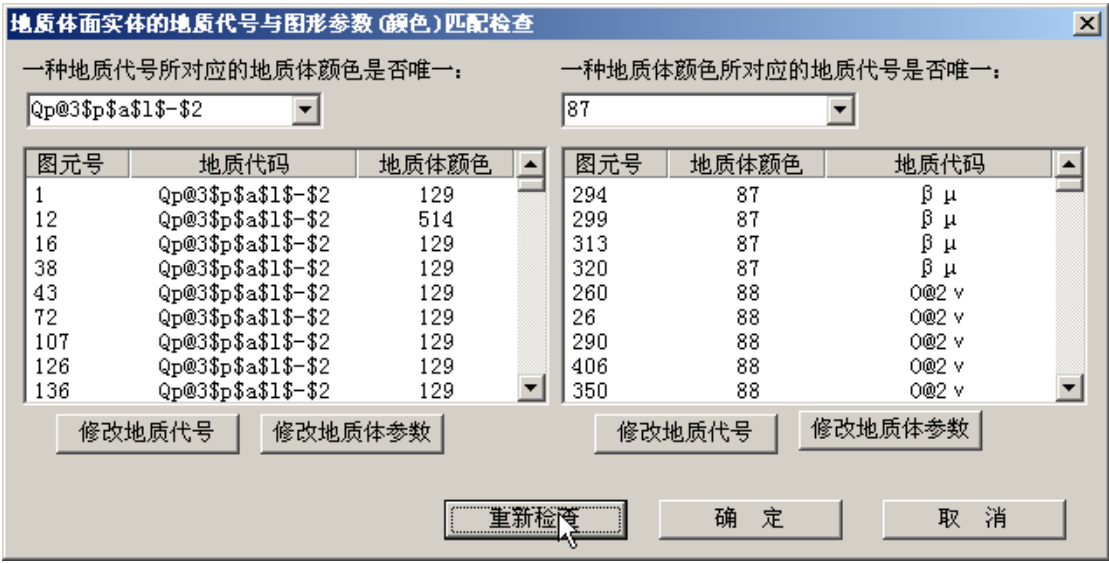 地质体面实体的地质代号与图形参数(颜色)匹配检查
一种地质代号所对应的地质体颜色是否唯一:
一种地质体颜色所对应的地质代号是否唯一:
Qp@3$p$a$l$-$2
87
图元号 地质代码 地质体颜色
1 Qp@3$p$a$l$-$2 129
12 Qp@3$p$a$l$-$2 514
16 Qp@3$p$a$l$-$2 129
38 Qp@3$p$a$l$-$2 129
43 Qp@3$p$a$l$-$2 129
72 Qp@3$p$a$l$-$2 129
107 Qp@3$p$a$l$-$2 129
126 Qp@3$p$a$l$-$2 129
136 Qp@3$p$a$l$-$2 129
图元号 地质体颜色 地质代码
294 87 β μ
299 87 β μ
313 87 β μ
320 87 β μ
260 88 O@2 ν
26 88 O@2 ν
290 88 O@2 ν
406 88 O@2 ν
350 88 O@2 ν
修改地质代号 修改地质体参数
修改地质代号 修改地质体参数
重新检查 确 定 取 消